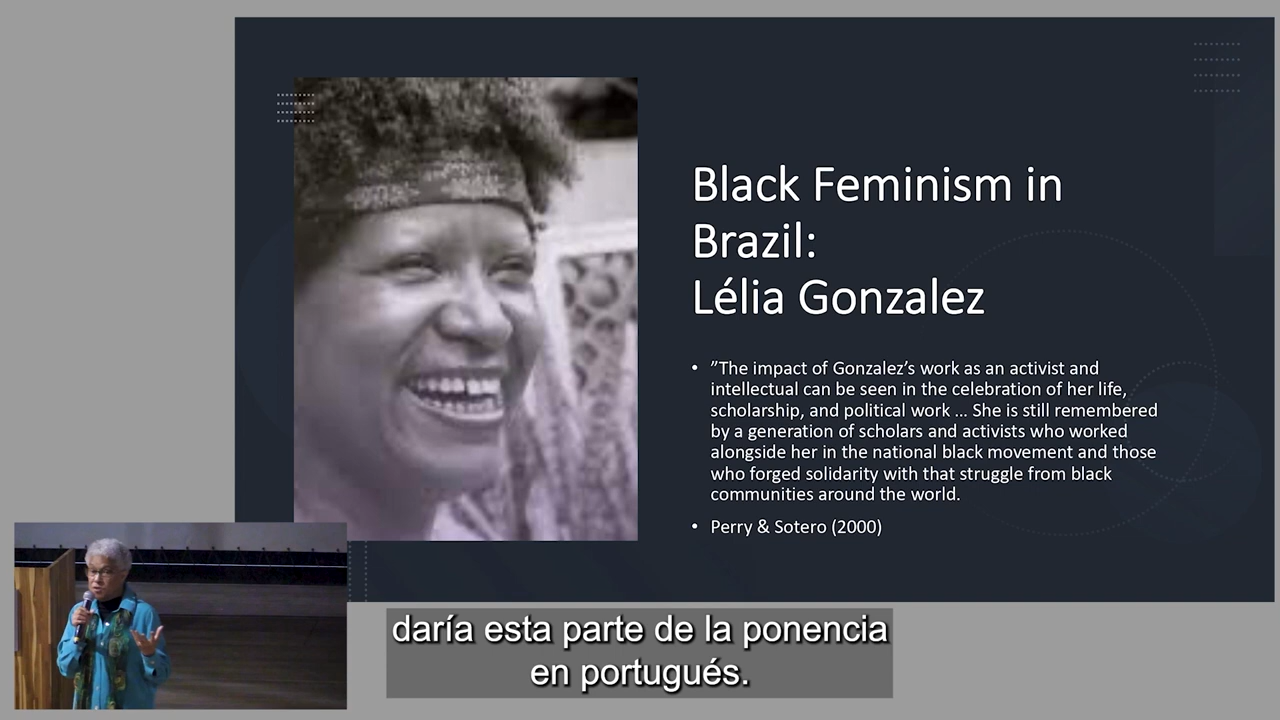 Black Feminism in
Brazil:
Lélia Gonzalez
• ”The impact of Gonzalez’s work as an activist and
intellectual can be seen in the celebration of her life,
scholarship, and political work ... She is still remembered
by a generation of scholars and activists who worked
alongside her in the national black movement and those
who forged solidarity with that struggle from black
communities around the world.
• Perry & Sotero (2000)
daría esta parte de la ponencia
en portugués.